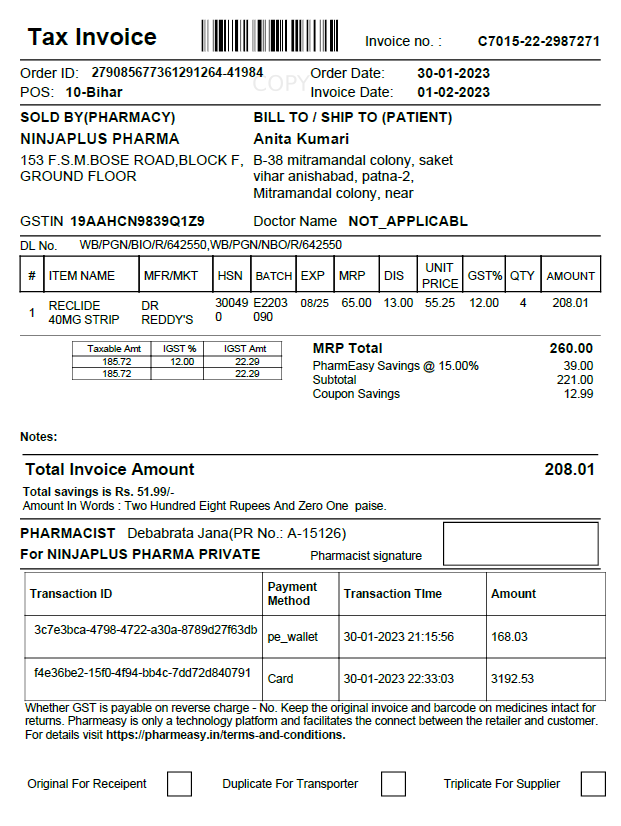 Tax Invoice
Invoice no. : C7015-22-2987271
Order ID: 279085677361291264-41984
Order Date: 30-01-2023
COPY
POS: 10-Bihar
Invoice Date: 01-02-2023
SOLD BY(PHARMACY)
BILL TO / SHIP TO (PATIENT)
NINJAPLUS PHARMA
Anita Kumari
153 F.S.M.BOSE ROAD,BLOCK F,
GROUND FLOOR
B-38 mitramandal colony, saket
vihar anishabad, patna-2,
Mitramandal colony, near
GSTIN 19AAHCN9839Q1Z9
Doctor Name NOT_APPLICABL
DL No. WB/PGN/BIO/R/642550,WB/PGN/NBO/R/642550
# ITEM NAME MFR/MKT HSN BATCH EXP MRP DIS UNIT PRICE GST% QTY AMOUNT
1 RECLIDE 40MG STRIP DR REDDY'S 300490 E2203090 08/25 65.00 13.00 55.25 12.00 4 208.01
Taxable Amt IGST % IGST Amt
185.72 12.00 22.29
185.72 22.29
MRP Total 260.00
PharmEasy Savings @ 15.00% 39.00
Subtotal 221.00
Coupon Savings 12.99
Notes:
Total Invoice Amount 208.01
Total savings is Rs. 51.99/-
Amount In Words : Two Hundred Eight Rupees And Zero One paise.
PHARMACIST Debabrata Jana(PR No.: A-15126)
For NINJAPLUS PHARMA PRIVATE
Pharmacist signature
Transaction ID Payment Method Transaction TIme Amount
3c7e3bca-4798-4722-a30a-8789d27f63db pe_wallet 30-01-2023 21:15:56 168.03
f4e36be2-15f0-4f94-bb4c-7dd72d840791 Card 30-01-2023 22:33:03 3192.53
Whether GST is payable on reverse charge - No. Keep the original invoice and barcode on medicines intact for
returns. Pharmeasy is only a technology platform and facilitates the connect between the retailer and customer.
For details visit https://pharmeasy.in/terms-and-conditions.
Original For Receipent
Duplicate For Transporter
Triplicate For Supplier